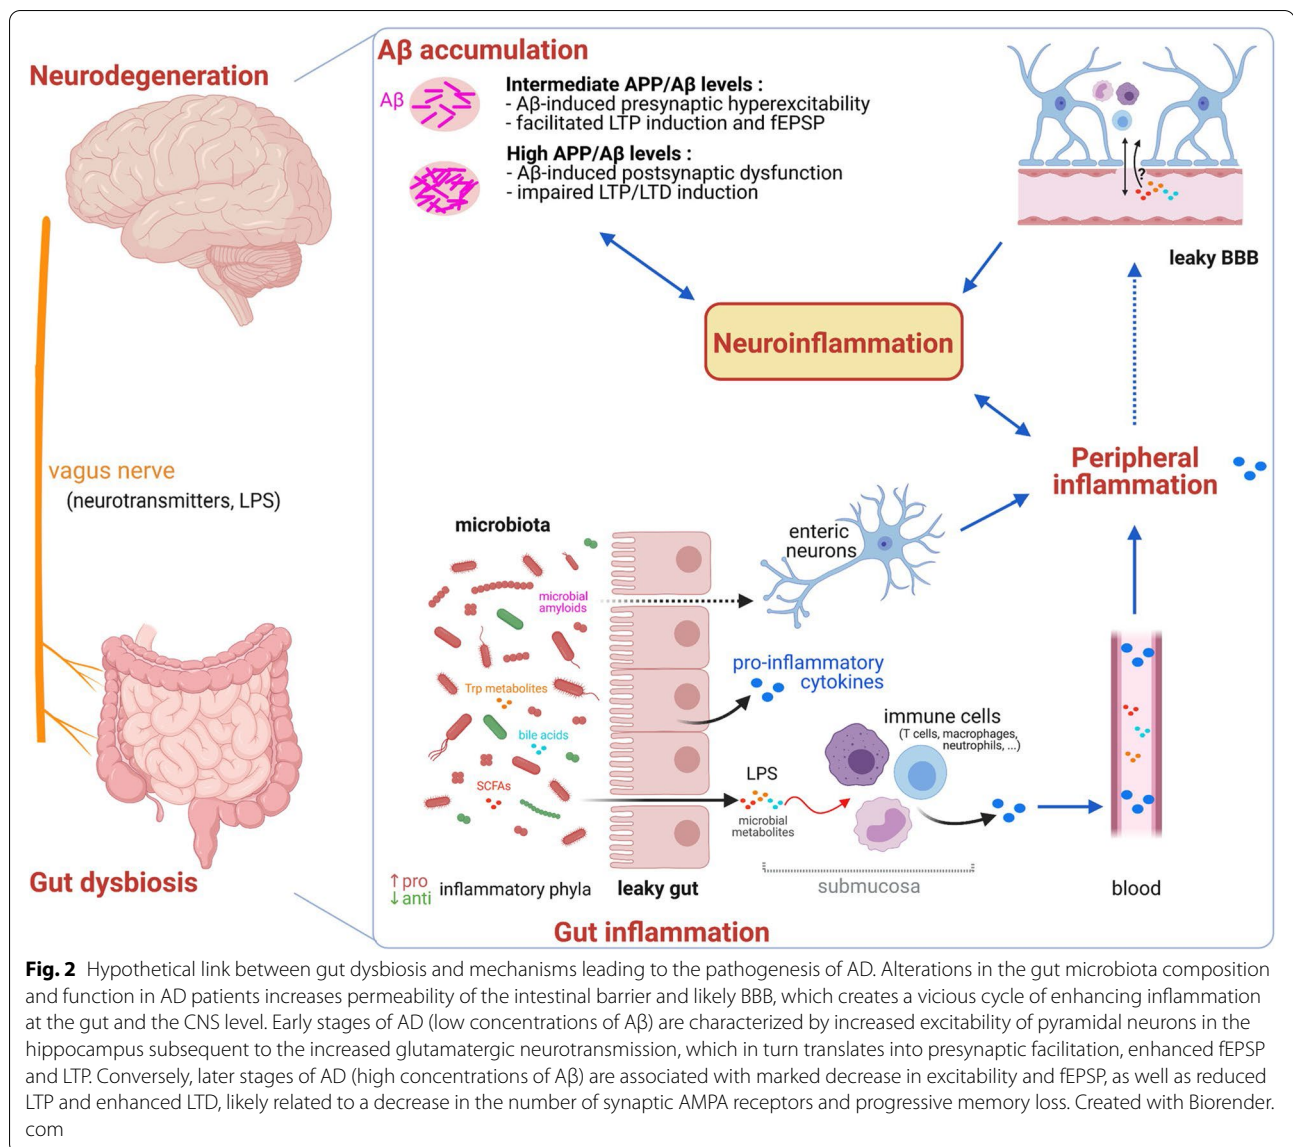 Neurodegeneration
Aβ accumulation
Aβ
Intermediate APP/Aβ levels :
- Aβ-induced presynaptic hyperexcitability
- facilitated LTP induction and fEPSP
High APP/Aβ levels :
- Aβ-induced postsynaptic dysfunction
- impaired LTP/LTD induction
?
leaky BBB
Neuroinflammation
vagus nerve
(neurotransmitters, LPS)
Peripheral
inflammation
microbiota
enteric
neurons
microbial
amyloids
pro-inflammatory
cytokines
Trp metabolites
bile acids
SCFAs
immune cells
(T cells, macrophages,
neutrophils, ...)
LPS
microbial
metabolites
Gut dysbiosis
↑pro
↓anti
inflammatory phyla
leaky gut
submucosa
blood
Gut inflammation
Fig. 2 Hypothetical link between gut dysbiosis and mechanisms leading to the pathogenesis of AD. Alterations in the gut microbiota composition
and function in AD patients increases permeability of the intestinal barrier and likely BBB, which creates a vicious cycle of enhancing inflammation
at the gut and the CNS level. Early stages of AD (low concentrations of Aβ) are characterized by increased excitability of pyramidal neurons in the
hippocampus subsequent to the increased glutamatergic neurotransmission, which in turn translates into presynaptic facilitation, enhanced fEPSP
and LTP. Conversely, later stages of AD (high concentrations of Aβ) are associated with marked decrease in excitability and fEPSP, as well as reduced
LTP and enhanced LTD, likely related to a decrease in the number of synaptic AMPA receptors and progressive memory loss. Created with Biorender.
com